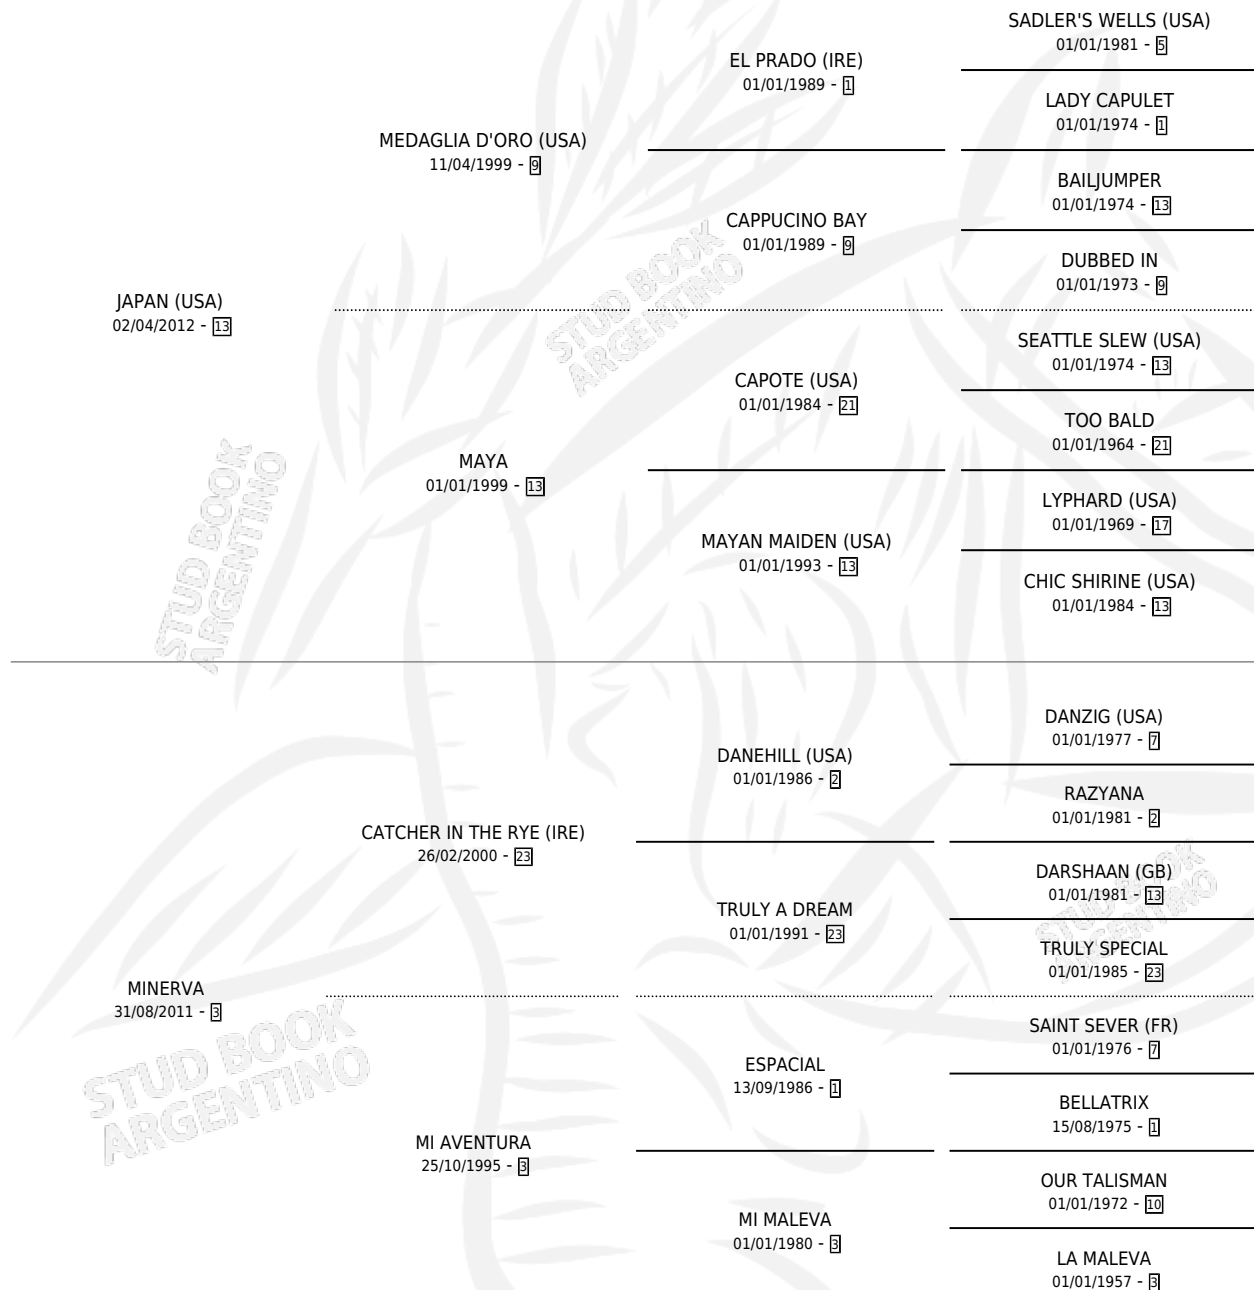 SADLER'S WELLS (USA)
01/01/1981 - 5
EL PRADO (IRE)
01/01/1989 - 1
LADY CAPULET
01/01/1974 - 1
MEDAGLIA D'ORO (USA)
11/04/1999 - 9
BAILJUMPER
01/01/1974 - 13
CAPPUCINO BAY
01/01/1989 - 9
DUBBED IN
01/01/1973 - 9
JAPAN (USA)
02/04/2012 - 13
SEATTLE SLEW (USA)
01/01/1974 - 13
CAPOTE (USA)
01/01/1984 - 21
TOO BALD
01/01/1964 - 21
MAYA
01/01/1999 - 13
LYPHARD (USA)
01/01/1969 - 17
MAYAN MAIDEN (USA)
01/01/1993 - 13
CHIC SHIRINE (USA)
01/01/1984 - 13
DANZIG (USA)
01/01/1977 - 7
DANEHILL (USA)
01/01/1986 - 2
RAZYANA
01/01/1981 - 2
CATCHER IN THE RYE (IRE)
26/02/2000 - 23
DARSHAAN (GB)
01/01/1981 - 13
TRULY A DREAM
01/01/1991 - 23
TRULY SPECIAL
01/01/1985 - 23
MINERVA
31/08/2011 - 3
SAINT SEVER (FR)
01/01/1976 - 7
ESPACIAL
13/09/1986 - 1
BELLATRIX
15/08/1975 - 1
MI AVENTURA
25/10/1995 - 3
OUR TALISMAN
01/01/1972 - 10
MI MALEVA
01/01/1980 - 3
LA MALEVA
01/01/1957 - 3
STUD BOOK
ARGENTINO
STUD BOOK
ARGENTINO
STUD BOOK
ARGENTINO
STUD BOOK
ARGENTINO